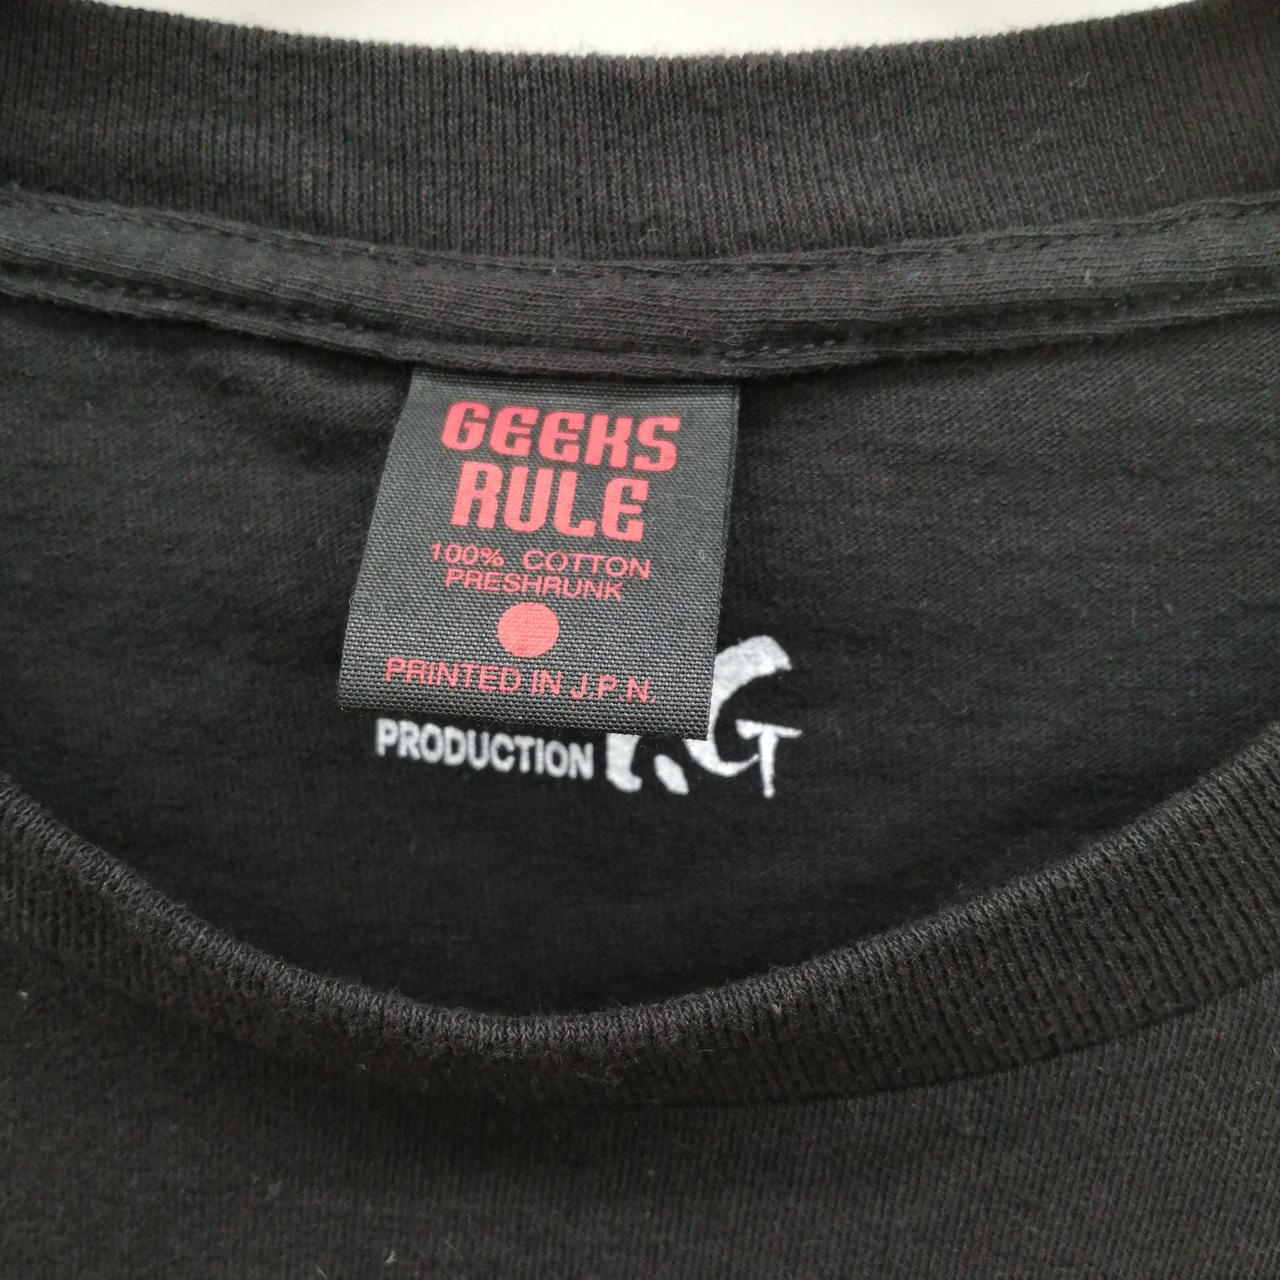 GEEKS
RULE
100% COTTON
PRESHRUNK
PRINTED IN J.P.N.
PRODUCTION I.G